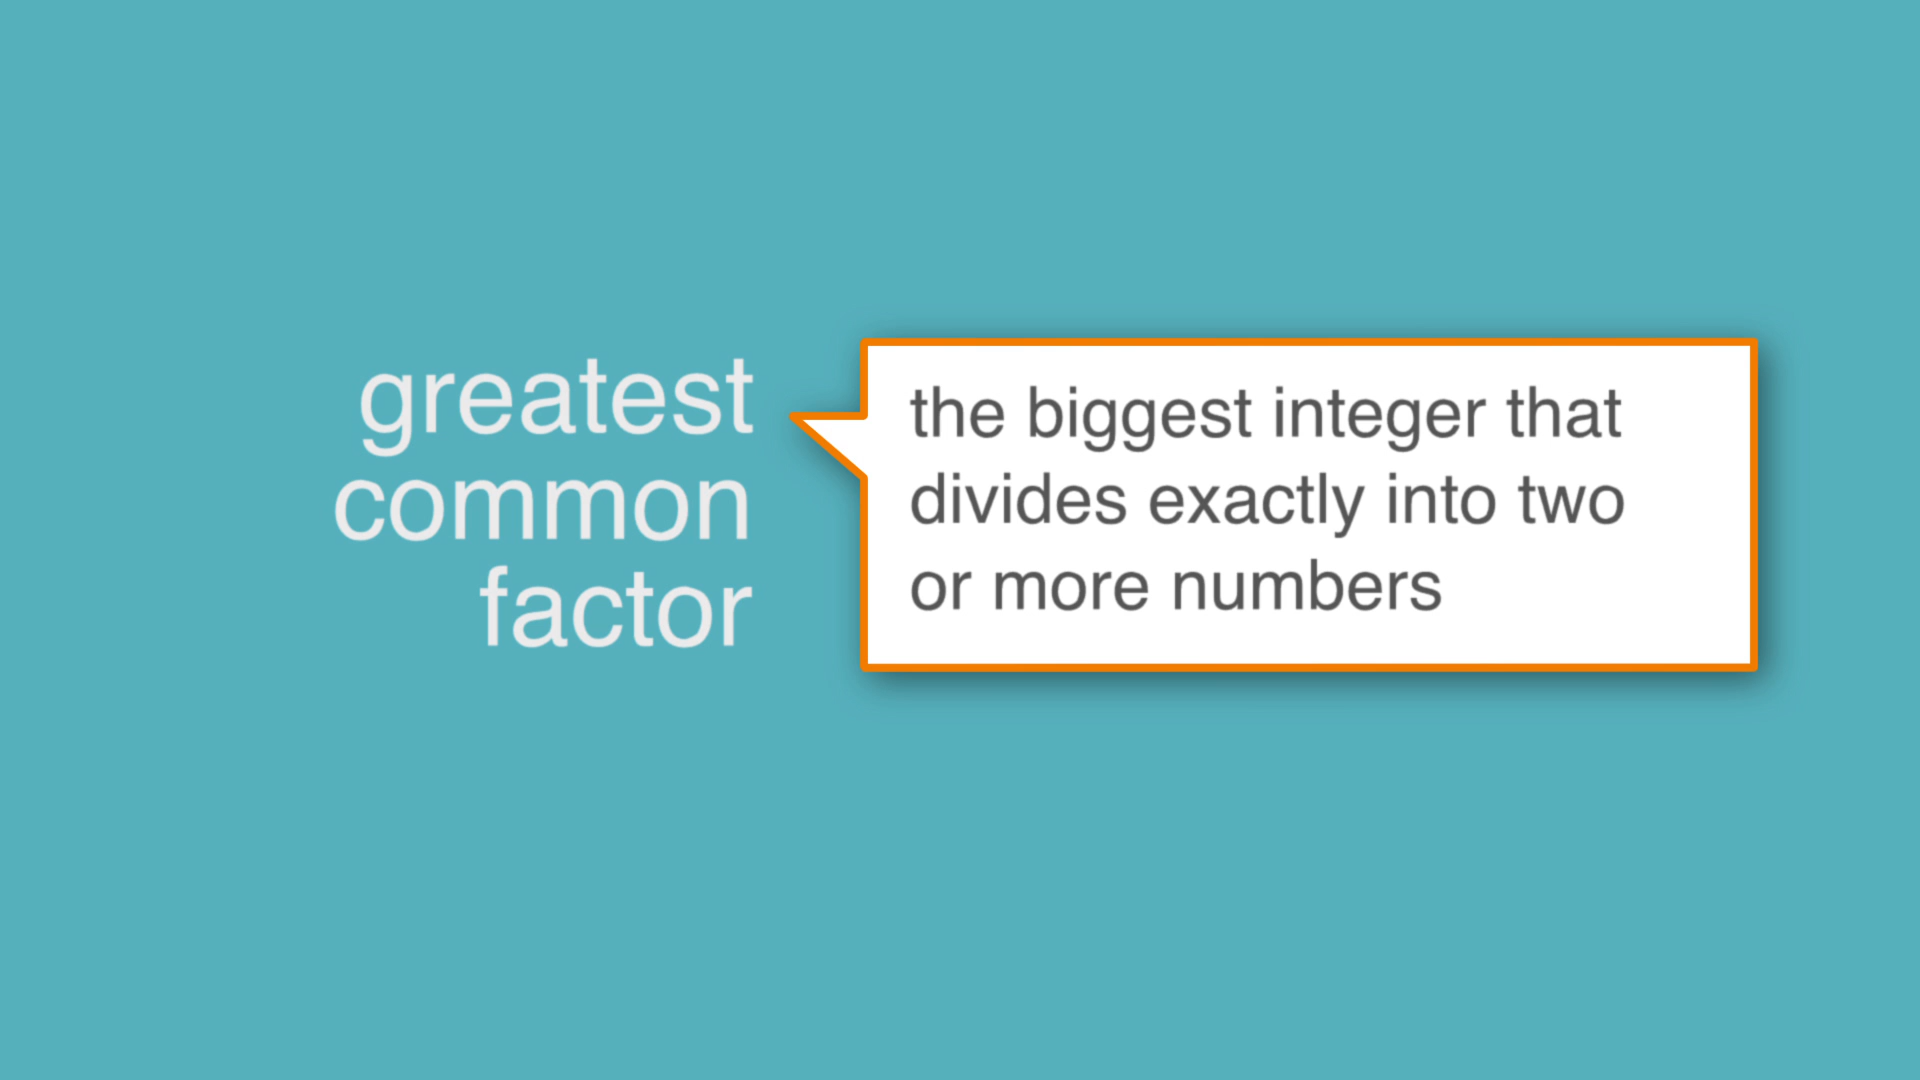 greatest
common
factor
the biggest integer that
divides exactly into two
or more numbers